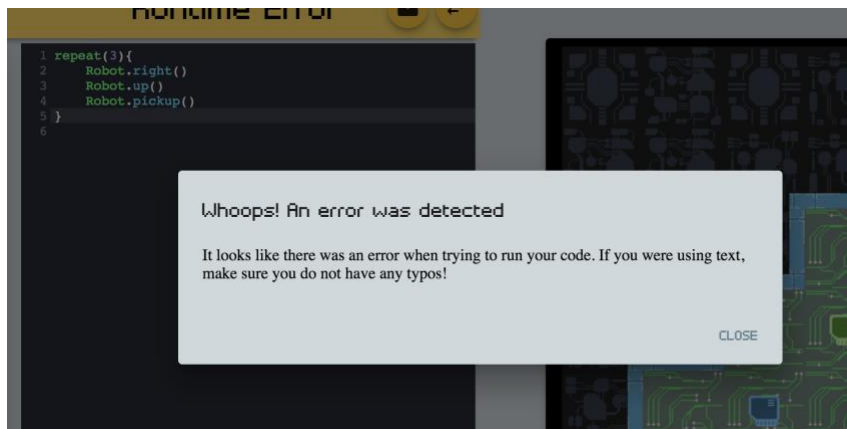 Runtime Error
1 repeat(3){
2 Robot.right()
3 Robot.up()
4 Robot.pickup()
5 }
6
Whoops! An error was detected
It looks like there was an error when trying to run your code. If you were using text,
make sure you do not have any typos!
CLOSE